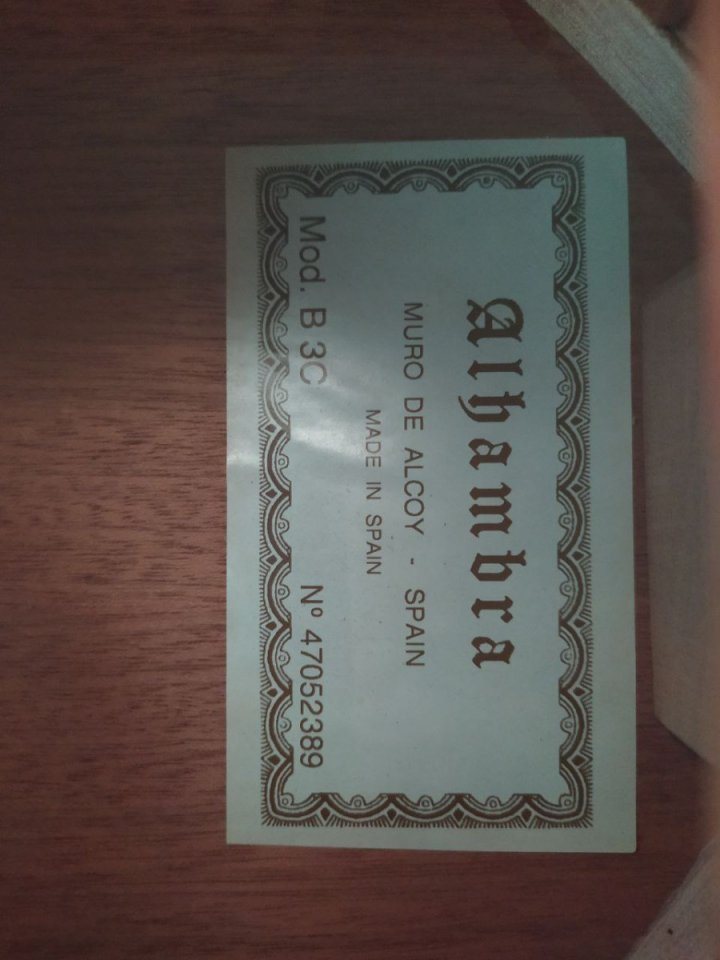 Alhambra
MURO DE ALCOY - SPAIN
MADE IN SPAIN
Mod. B 3C Nº 47052389